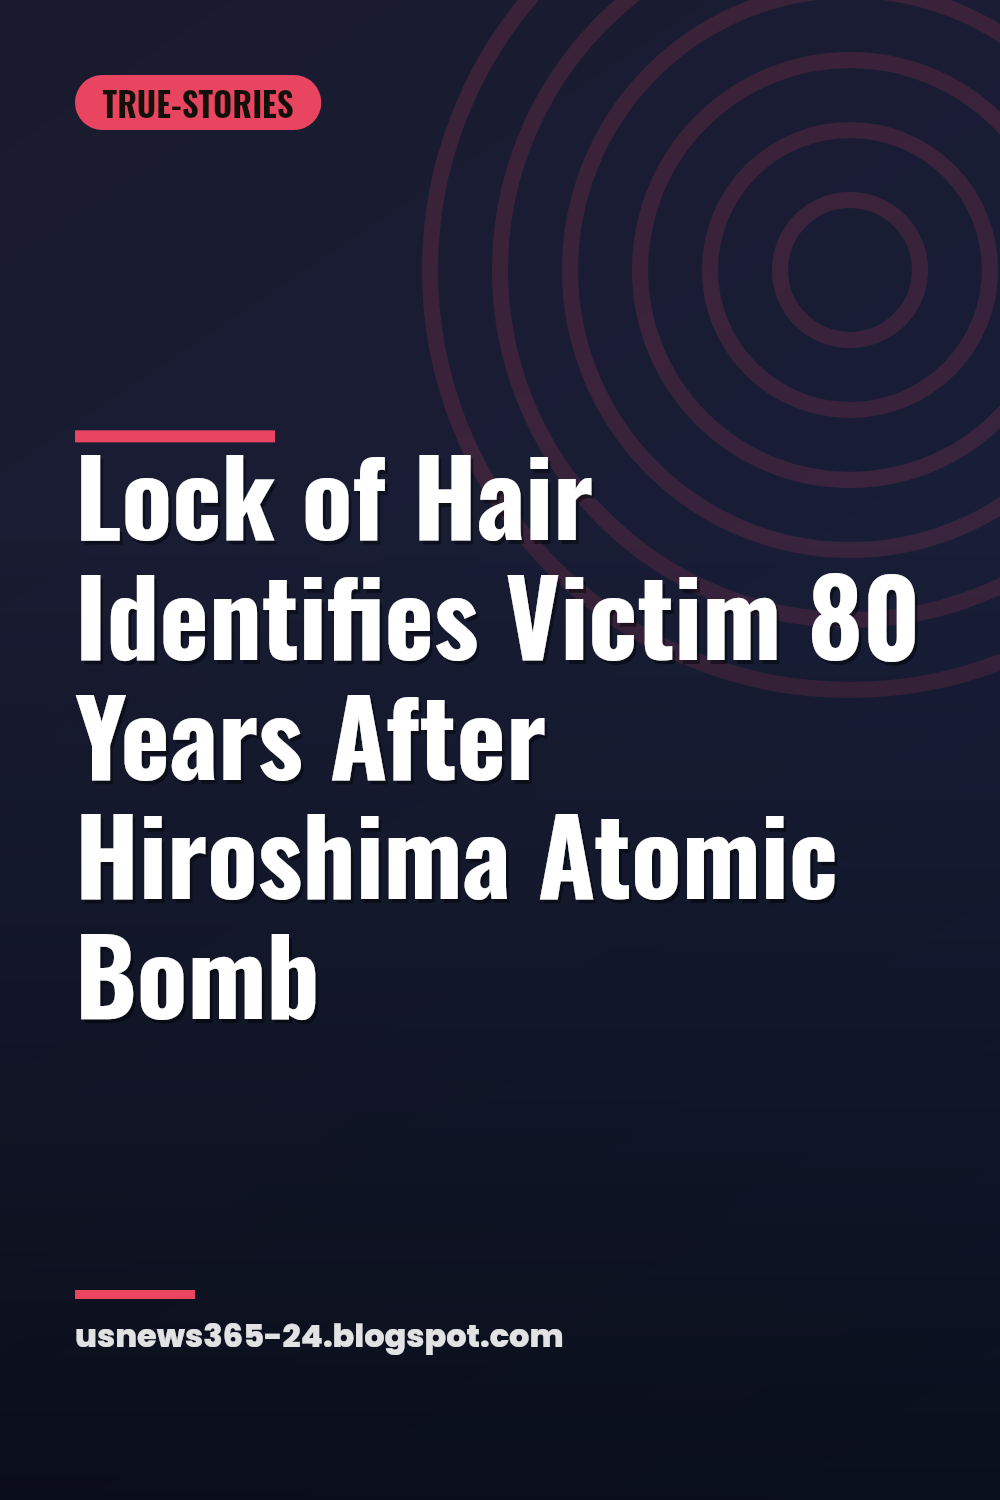 TRUE-STORIES
Lock of Hair
Identifies Victim 80
Years After
Hiroshima Atomic
Bomb
usnews365-24.blogspot.com